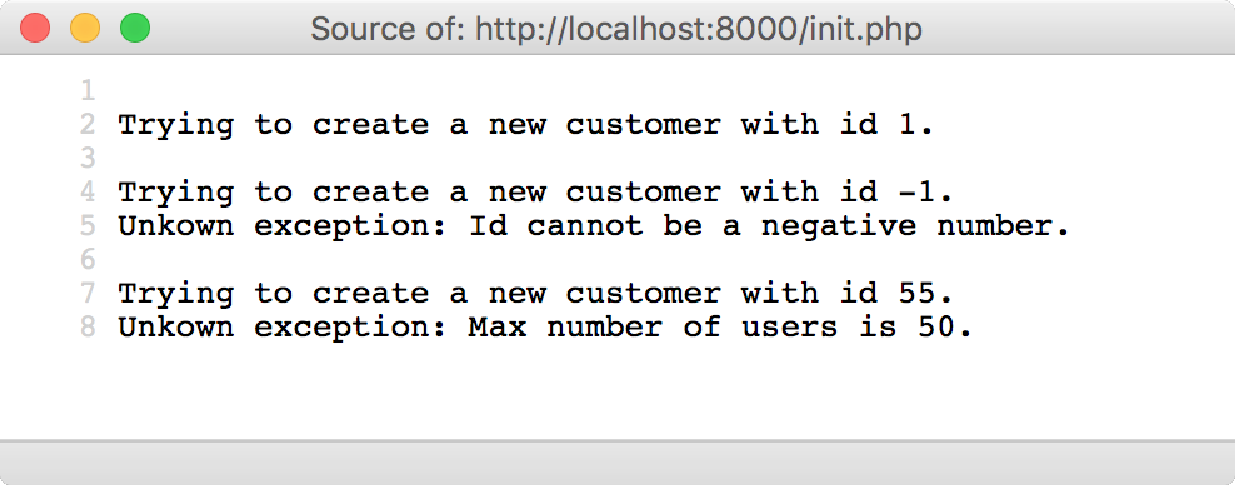 Source of: http://localhost:8000/init.php
1
2 Trying to create a new customer with id 1.
3
4 Trying to create a new customer with id -1.
5 Unkown exception: Id cannot be a negative number.
6
7 Trying to create a new customer with id 55.
8 Unkown exception: Max number of users is 50.